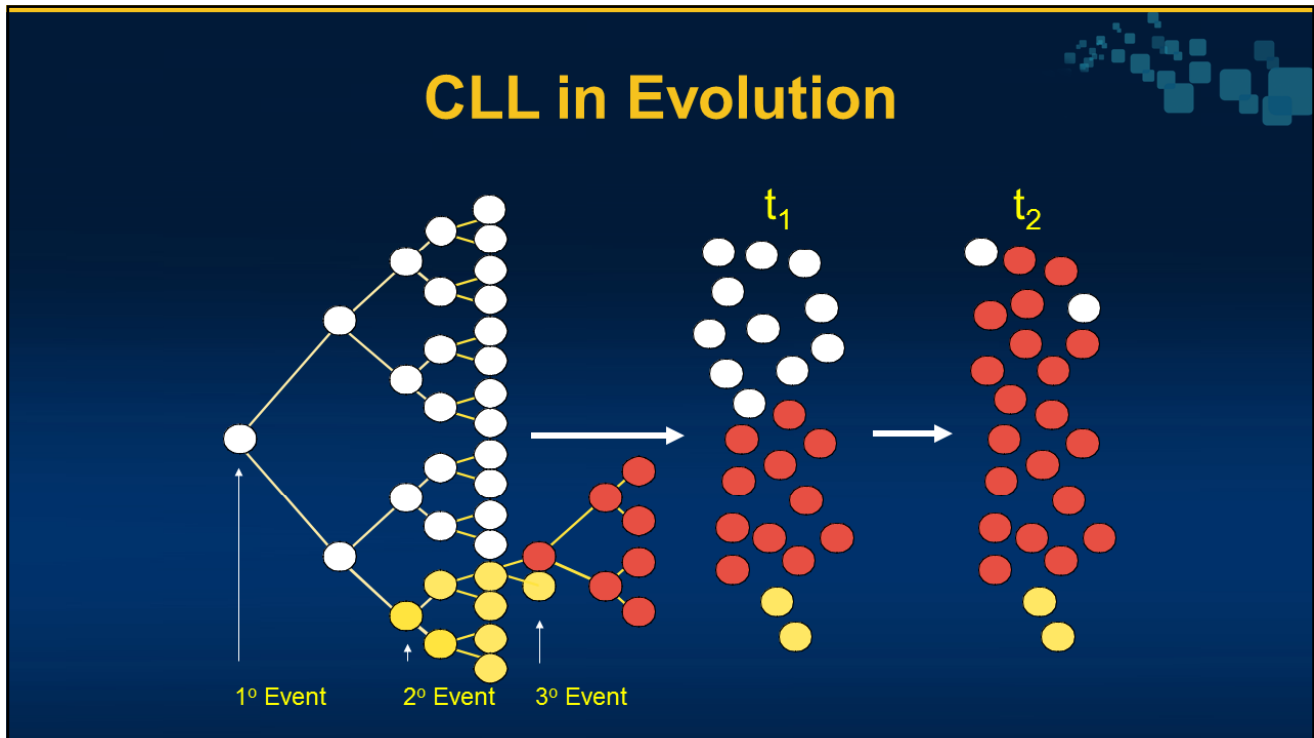 CLL in Evolution
t₁
t₂
1º Event
2º Event
3º Event